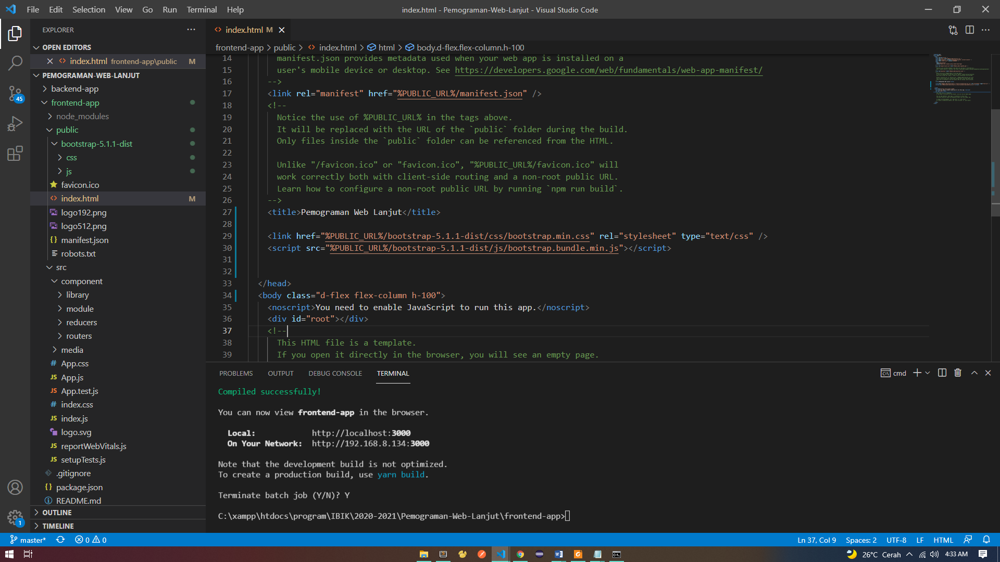 File Edit Selection View Go Run Terminal Help
index.html - Pemograman-Web-Lanjut - Visual Studio Code
EXPLORER
OPEN EDITORS
index.html frontend-app\public M
PEMOGRAMAN-WEB-LANJUT
backend-app
frontend-app
node_modules
public
bootstrap-5.1.1-dist
css
js
favicon.ico
index.html M
logo192.png
logo512.png
manifest.json
robots.txt
src
component
library
module
reducers
routers
media
App.css
App.js
App.test.js
index.css
index.js
logo.svg
reportWebVitals.js
setupTests.js
.gitignore
package.json
README.md
OUTLINE
TIMELINE
45
1
index.html M
frontend-app > public > index.html > html > body.d-flex.flex-column.h-100
14 manifest.json provides metadata used when your web app is installed on a
15 user's mobile device or desktop. See https://developers.google.com/web/fundamentals/web-app-manifest/
16 -->
17 <link rel="manifest" href="%PUBLIC_URL%/manifest.json" />
18 <!--
19 Notice the use of %PUBLIC_URL% in the tags above.
20 It will be replaced with the URL of the `public` folder during the build.
21 Only files inside the `public` folder can be referenced from the HTML.
22
23 Unlike "/favicon.ico" or "favicon.ico", "%PUBLIC_URL%/favicon.ico" will
24 work correctly both with client-side routing and a non-root public URL.
25 Learn how to configure a non-root public URL by running `npm run build`.
26 -->
27 <title>Pemograman Web Lanjut</title>
28
29 <link href="%PUBLIC_URL%/bootstrap-5.1.1-dist/css/bootstrap.min.css" rel="stylesheet" type="text/css" />
30 <script src="%PUBLIC_URL%/bootstrap-5.1.1-dist/js/bootstrap.bundle.min.js"></script>
31
32
33 </head>
34 <body class="d-flex flex-column h-100">
35 <noscript>You need to enable JavaScript to run this app.</noscript>
36 <div id="root"></div>
37 <!--
38 This HTML file is a template.
39 If you open it directly in the browser, you will see an empty page.
PROBLEMS OUTPUT DEBUG CONSOLE TERMINAL
cmd
Compiled successfully!
You can now view frontend-app in the browser.
Local: http://localhost:3000
On Your Network: http://192.168.8.134:3000
Note that the development build is not optimized.
To create a production build, use yarn build.
Terminate batch job (Y/N)? Y
C:\xampp\htdocs\program\IBIK\2020-2021\Pemograman-Web-Lanjut\frontend-app>
master* 0 0
Ln 37, Col 9 Spaces: 2 UTF-8 LF HTML
26°C Cerah 4:33 AM